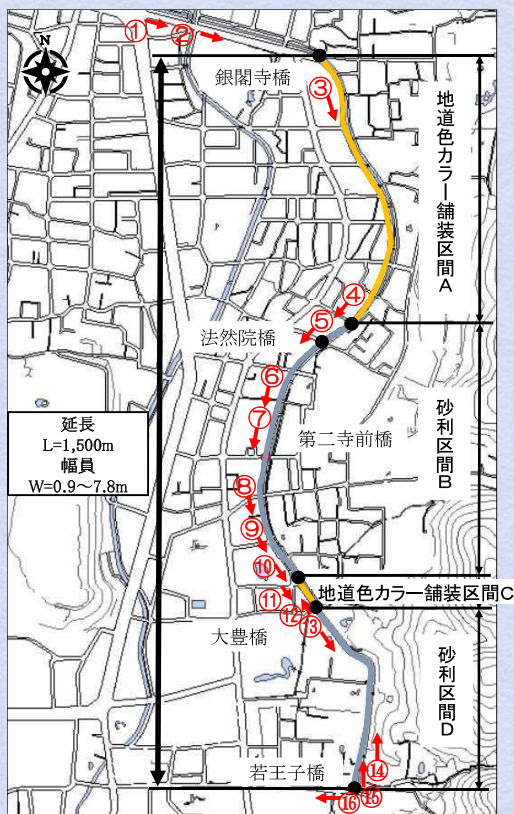 ① ②
N
銀閣寺橋
③
地道色カラー舗装区間A
④
⑤
法然院橋
⑥
⑦
第二寺前橋
砂利区間B
延長
L=1,500m
幅員
W=0.9～7.8m
⑧
⑨
⑩
地道色カラー舗装区間C
⑪
⑫ ⑬
大豊橋
砂利区間D
若王子橋
⑭
⑯ ⑮